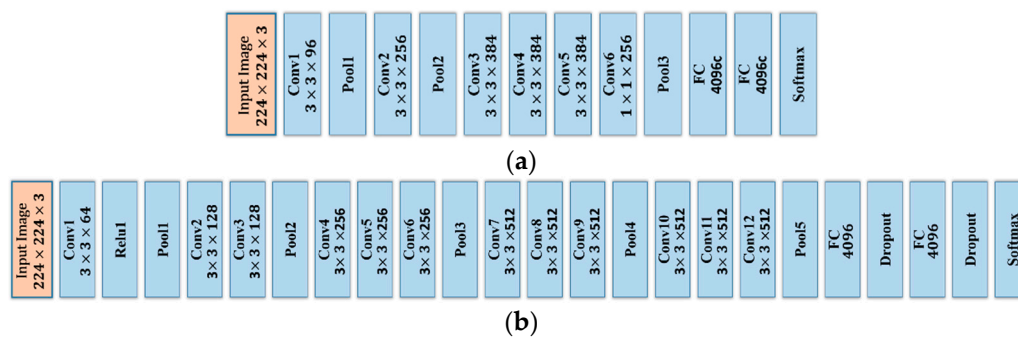 Input Image
224 × 224 × 3
Conv1
3 × 3 × 96
Pool1
Conv2
3 × 3 × 256
Pool2
Conv3
3 × 3 × 384
Conv4
3 × 3 × 384
Conv5
3 × 3 × 384
Conv6
1 × 1 × 256
Pool3
FC
4096c
FC
4096c
Softmax
(a)
Input Image
224 × 224 × 3
Conv1
3 × 3 × 64
Relu1
Pool1
Conv2
3× 3 ×128
Conv3
3× 3 ×128
Pool2
Conv4
3× 3 ×256
Conv5
3× 3 ×256
Conv6
3× 3 ×256
Pool3
Conv7
3× 3 ×512
Conv8
3× 3 ×512
Conv9
3× 3 ×512
Pool4
Conv10
3× 3 ×512
Conv11
3× 3 ×512
Conv12
3× 3 ×512
Pool5
FC
4096
Dropout
FC
4096
Dropout
Softmax
(b)